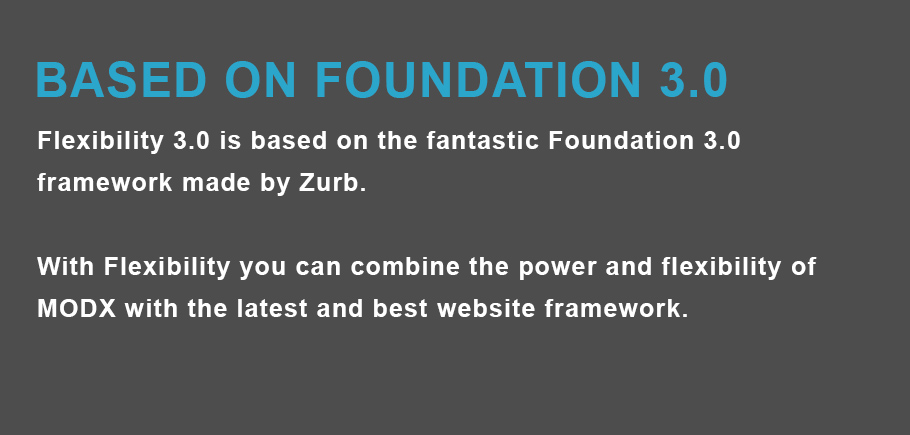 BASED ON FOUNDATION 3.0
Flexibility 3.0 is based on the fantastic Foundation 3.0
framework made by Zurb.
With Flexibility you can combine the power and flexibility of
MODX with the latest and best website framework.